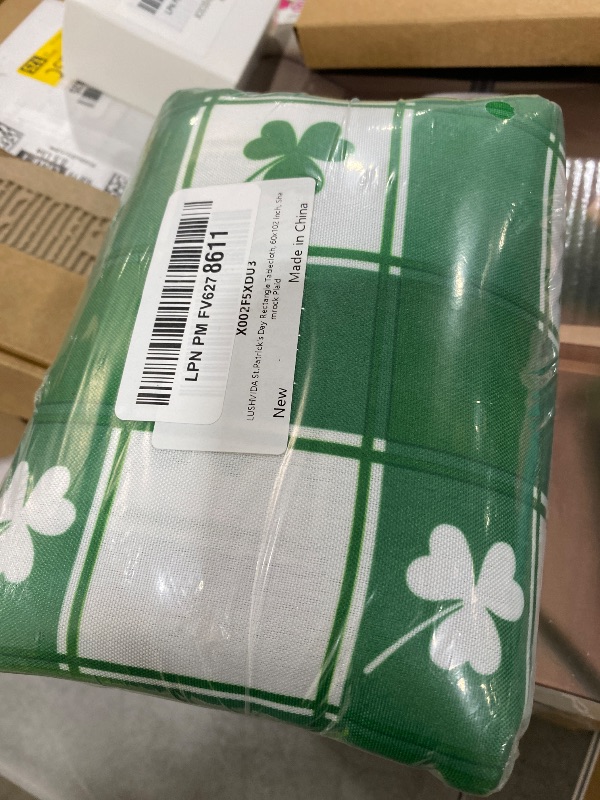 LPN PM FV6278611
X002F5XDU3
LUSHVIDA St.Patrick's Day Rectangle Tablecloth, 60x102 Inch, Sha
mrock Plaid
New
Made in China